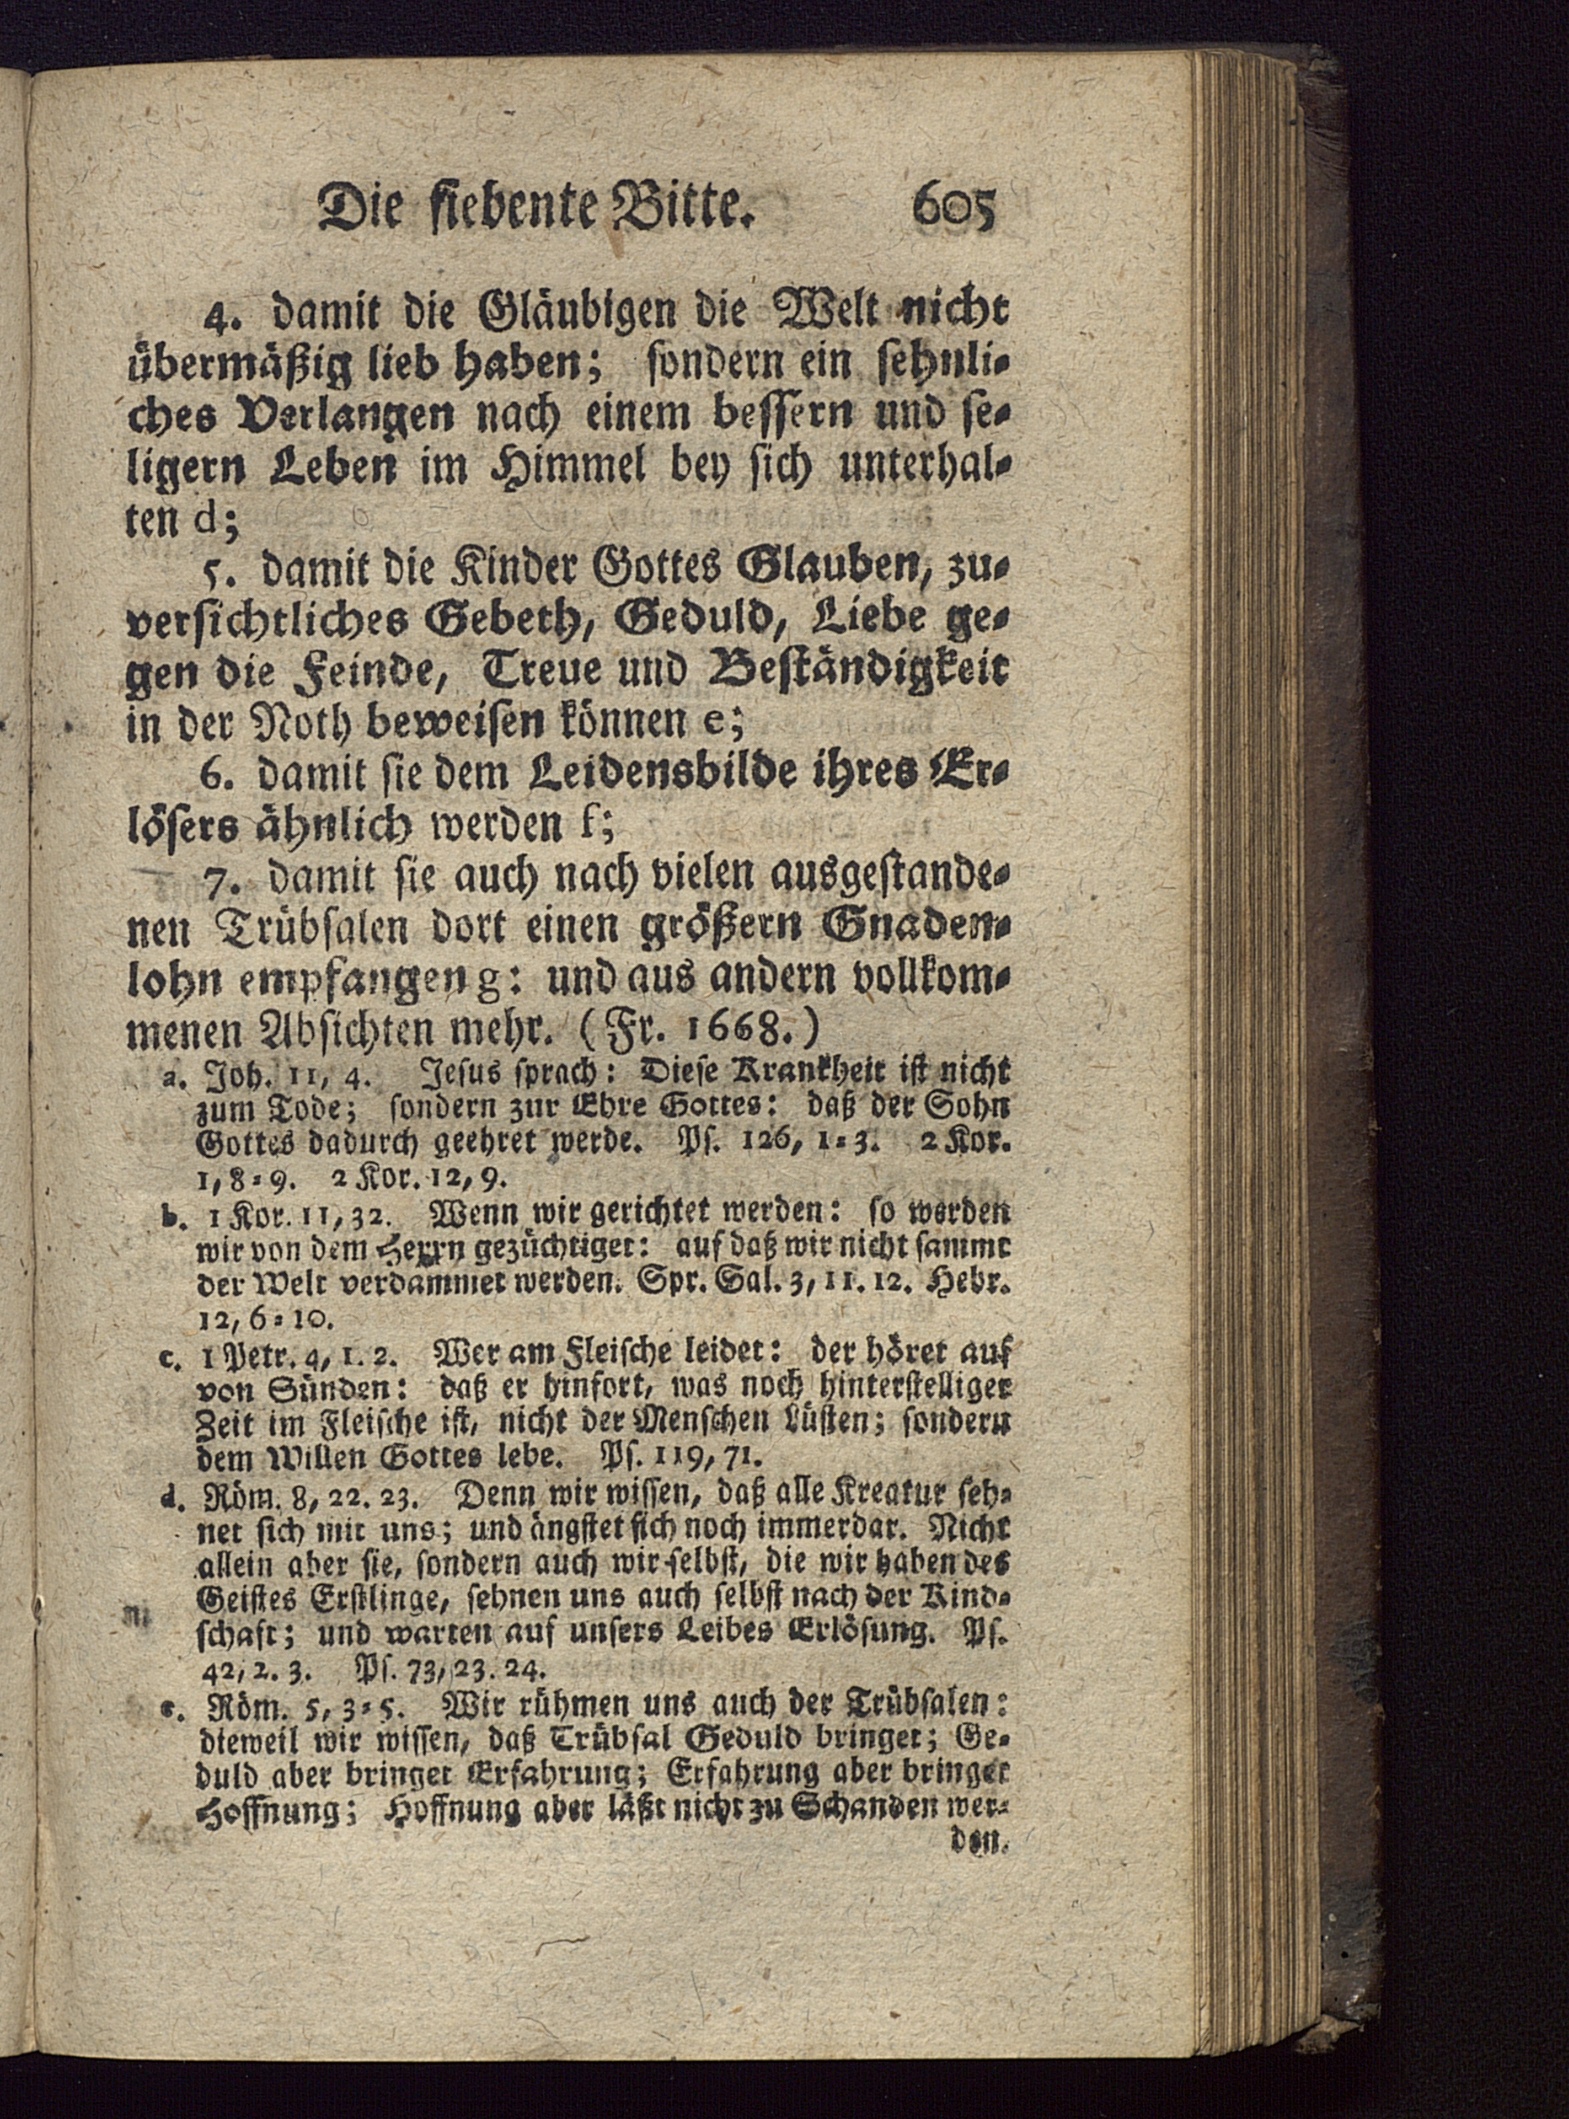 Die siebente Bitte. 605
4. damit die Gläubigen die Welt nicht
übermäßig lieb haben; sondern ein sehnli-
ches Verlangen nach einem bessern und se-
ligern Leben im Himmel bey sich unterhal-
ten d;
5. damit die Kinder Gottes Glauben, zu-
versichtliches Gebeth, Geduld, Liebe ge-
gen die Feinde, Treue und Beständigkeit
in der Noth beweisen können e;
6. damit sie dem Leidensbilde ihres Er-
lösers ähnlich werden f;
7. damit sie auch nach vielen ausgestande-
nen Trübsalen dort einen größern Gnaden-
lohn empfangen g: und aus andern vollkom-
menen Absichten mehr. (Fr. 1668.)
a. Joh. 11, 4. Jesus sprach: Diese Krankheit ist nicht
zum Tode; sondern zur Ehre Gottes: daß der Sohn
Gottes dadurch geehret werde. Ps. 126, 1=3. 2 Kor.
1, 8=9. 2 Kor. 12, 9.
b. 1 Kor. 11, 32. Wenn wir gerichtet werden: so werden
wir von dem Herrn gezüchtiget: auf daß wir nicht sammt
der Welt verdammet werden. Spr. Sal. 3, 11. 12. Hebr.
12, 6=10.
c. 1 Petr. 4, 1. 2. Wer am Fleische leidet: der höret auf
von Sünden: daß er hinfort, was noch hinterstelliger
Zeit im Fleische ist, nicht der Menschen Lüsten; sondern
dem Willen Gottes lebe. Ps. 119, 71.
d. Röm. 8, 22. 23. Denn wir wissen, daß alle Kreatur seh-
net sich mit uns; und ängstet sich noch immerdar. Nicht
allein aber sie, sondern auch wir selbst, die wir haben des
Geistes Erstlinge, sehnen uns auch selbst nach der Kind-
schaft; und warten auf unsers Leibes Erlösung. Ps.
42, 2. 3. Ps. 73, 23. 24.
e. Röm. 5, 3=5. Wir rühmen uns auch der Trübsalen:
dieweil wir wissen, daß Trübsal Geduld bringet; Ge-
duld aber bringet Erfahrung; Erfahrung aber bringet
Hoffnung; Hoffnung aber läßt nicht zu Schanden wer-
den.